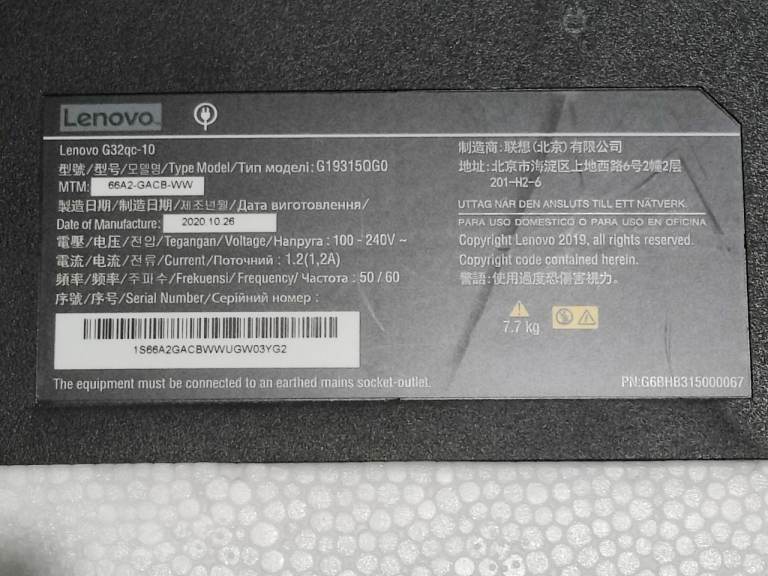 Lenovo
Lenovo G32qc-10
型號/型号/모델명/Type Model/Тип моделі: G19315QG0
MTM: 66A2-GACB-WW
製造日期/制造日期/제조년월/Дата виготовлення/
Date of Manufacture: 2020.10.26
電壓/电压/전압/Tegangan/Voltage/Напруга : 100 - 240V ~
電流/电流/전류/Current/Поточний : 1.2(1,2A)
頻率/频率/주파수/Frekuensi/Frequency/ Частота : 50 / 60
序號/序号/Serial Number/Серійний номер :
1S66A2GACBWWUGW03YG2
The equipment must be connected to an earthed mains socket-outlet.
制造商: 联想(北京)有限公司
地址: 北京市海淀区上地西路6号2幢2层
201-H2-6
UTTAG NÄR DEN ANSLUTS TILL ETT NÄTVERK.
PARA USO DOMESTICO O PARA USO EN OFICINA
Copyright Lenovo 2019, all rights reserved.
Copyright code contained herein.
警語: 使用過度恐傷害視力。
7.7 kg
PN:G6BHB315000067